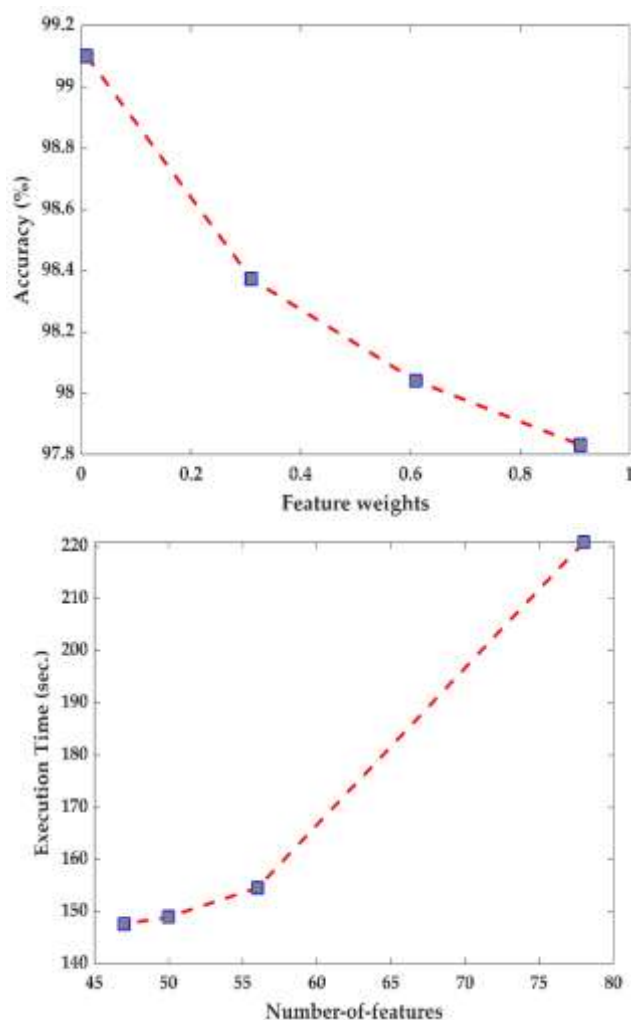 99.2
99
98.8
98.6
98.4
98.2
98
97.8
Accuracy (%)
0 0.2 0.4 0.6 0.8 1
Feature weights
220
210
200
190
180
170
160
150
140
Execution Time (sec.)
45 50 55 60 65 70 75 80
Number-of-features